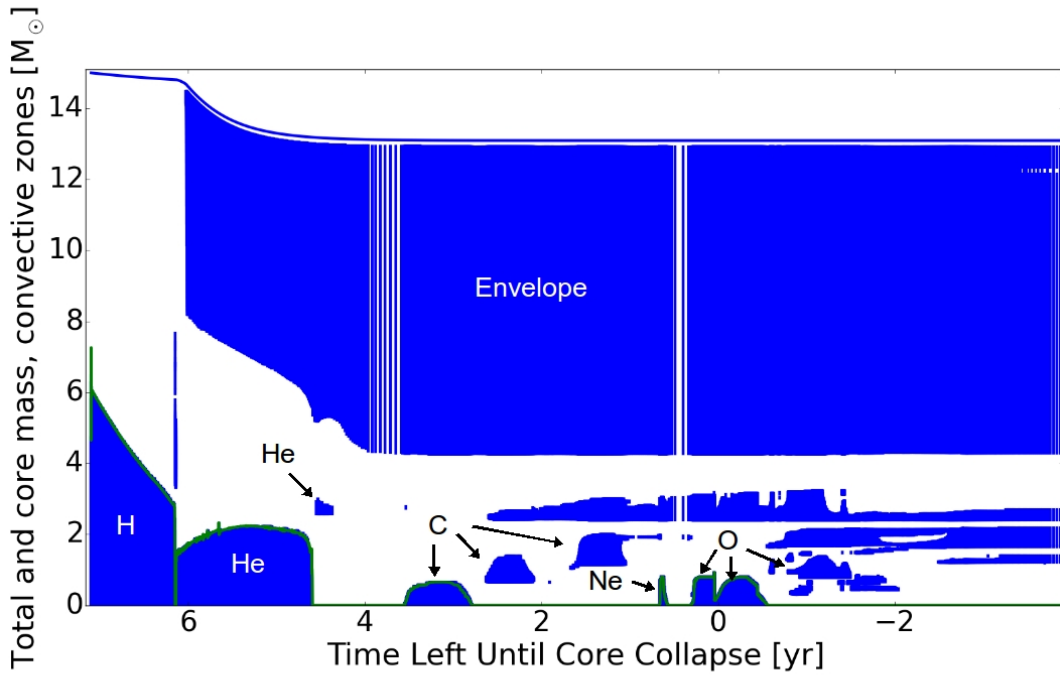 Total and core mass, convective zones [M☉]
14
12
10
8
6
4
2
0
Envelope
He
H
He
C
Ne
O
6 4 2 0 −2
Time Left Until Core Collapse [yr]